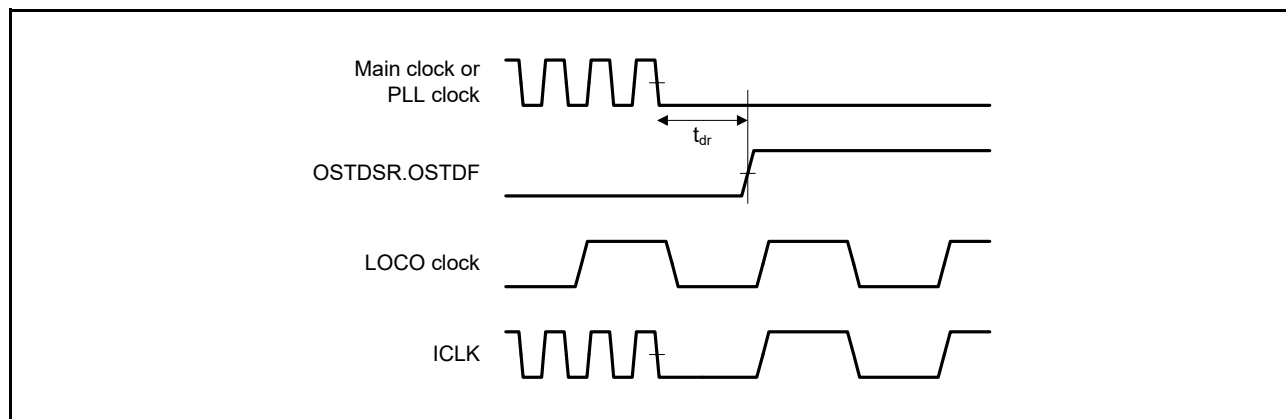 Main clock or
PLL clock
tdr
OSTDSR.OSTDF
LOCO clock
ICLK